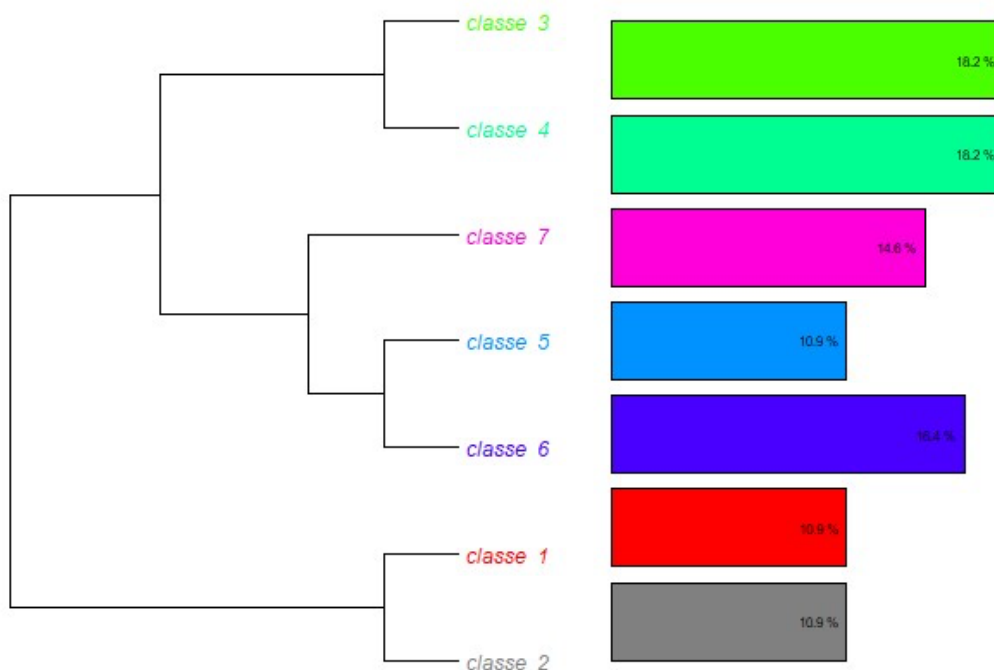 classe 3
18.2 %
classe 4
18.2 %
classe 7
14.6 %
classe 5
10.9 %
classe 6
16.4 %
classe 1
10.9 %
classe 2
10.9 %